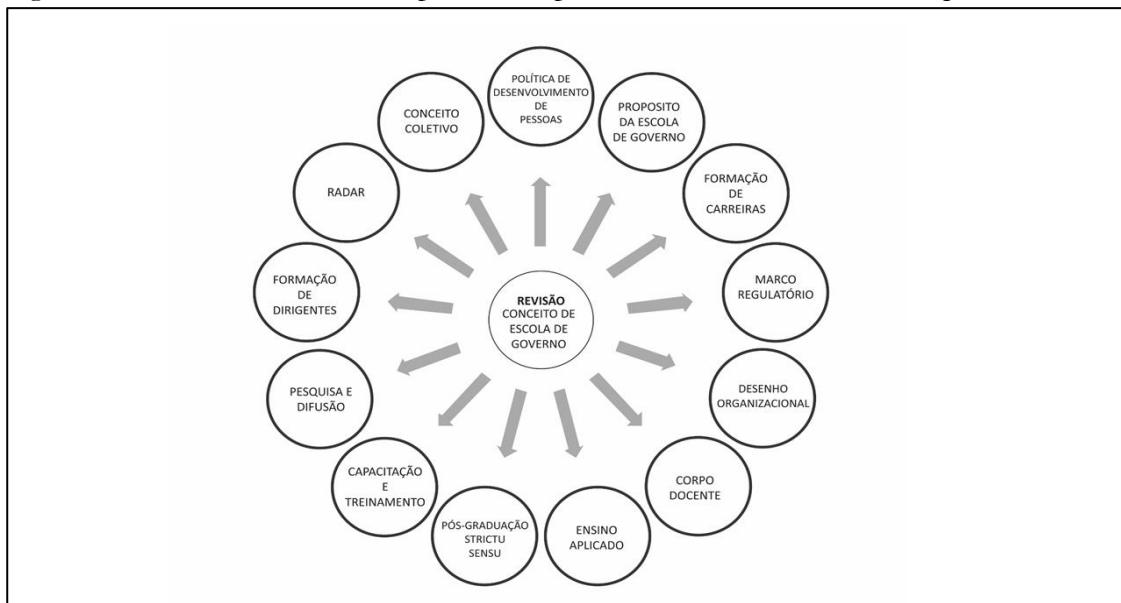 POLÍTICA DE
DESENVOLVIMENTO
DE
PESSOAS
PROPOSITO
DA ESCOLA
DE GOVERNO
FORMAÇÃO
DE
CARREIRAS
MARCO
REGULATÓRIO
DESENHO
ORGANIZACIONAL
CORPO
DOCENTE
ENSINO
APLICADO
PÓS-GRADUAÇÃO
STRICTU
SENSU
CAPACITAÇÃO
E
TREINAMENTO
PESQUISA E
DIFUSÃO
FORMAÇÃO
DE
DIRIGENTES
RADAR
CONCEITO
COLETIVO
REVISÃO
CONCEITO DE
ESCOLA DE
GOVERNO